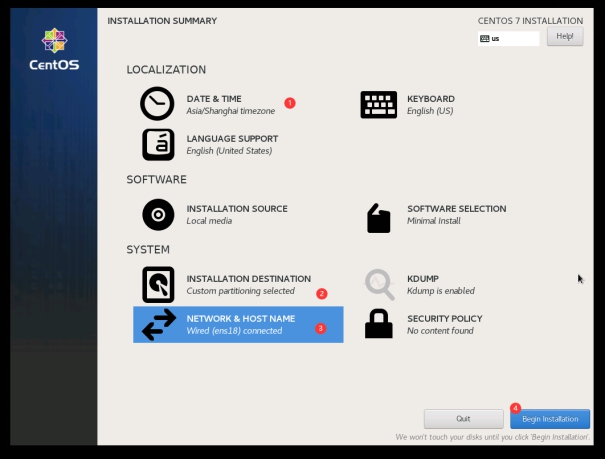 INSTALLATION SUMMARY
CENTOS 7 INSTALLATION
us
Help!
CentOS
LOCALIZATION
DATE & TIME
Asia/Shanghai timezone
1
KEYBOARD
English (US)
LANGUAGE SUPPORT
English (United States)
SOFTWARE
INSTALLATION SOURCE
Local media
SOFTWARE SELECTION
Minimal Install
SYSTEM
INSTALLATION DESTINATION
Custom partitioning selected
2
KDUMP
Kdump is enabled
NETWORK & HOST NAME
Wired (ens18) connected
3
SECURITY POLICY
No content found
4
Quit
Begin Installation
We won't touch your disks until you click 'Begin Installation'.